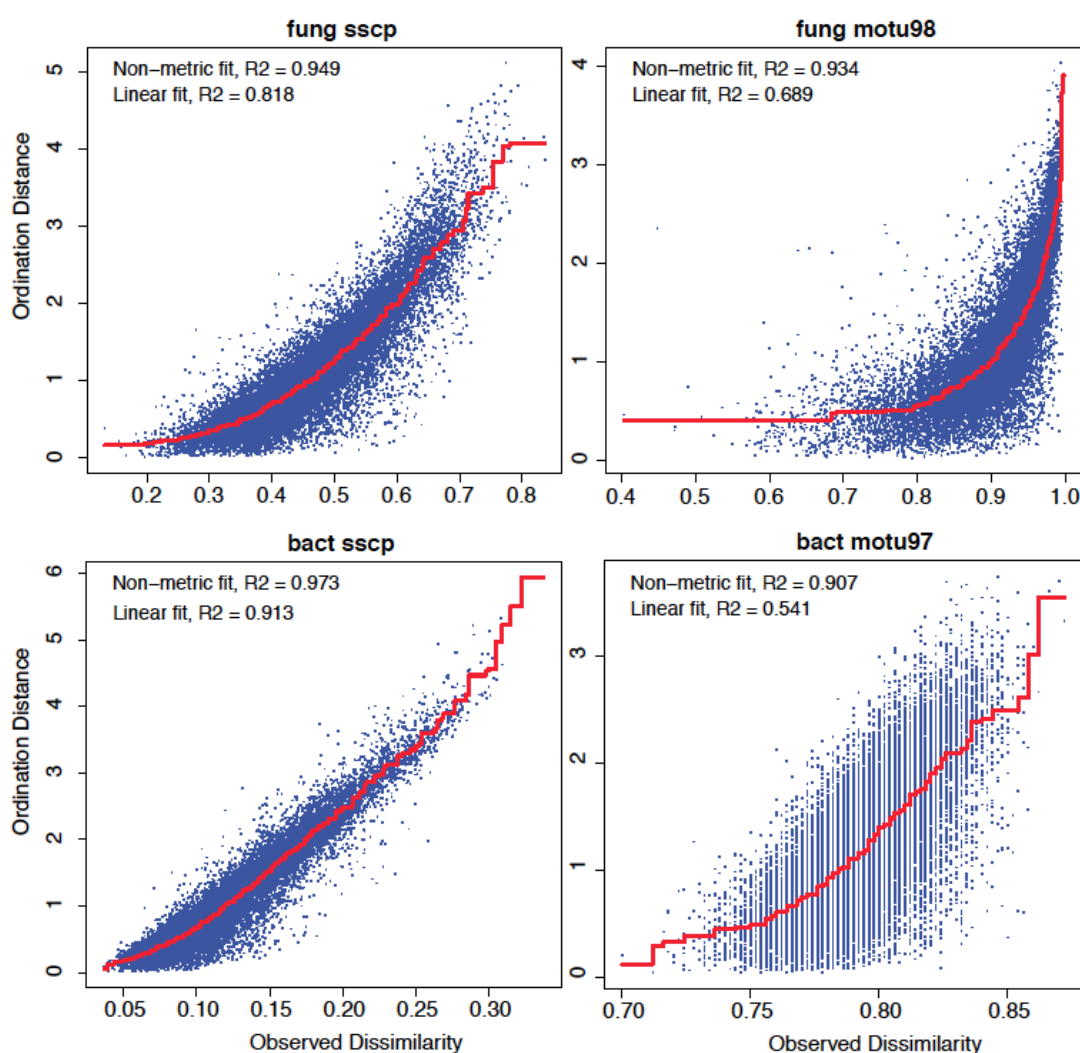 fung sscp
Non-metric fit, R2 = 0.949
Linear fit, R2 = 0.818
Ordination Distance
5
4
3
2
1
0
0.2 0.3 0.4 0.5 0.6 0.7 0.8
fung motu98
Non-metric fit, R2 = 0.934
Linear fit, R2 = 0.689
4
3
2
1
0
0.4 0.5 0.6 0.7 0.8 0.9 1.0
bact sscp
Non-metric fit, R2 = 0.973
Linear fit, R2 = 0.913
Ordination Distance
6
5
4
3
2
1
0
0.05 0.10 0.15 0.20 0.25 0.30
Observed Dissimilarity
bact motu97
Non-metric fit, R2 = 0.907
Linear fit, R2 = 0.541
3
2
1
0
0.70 0.75 0.80 0.85
Observed Dissimilarity